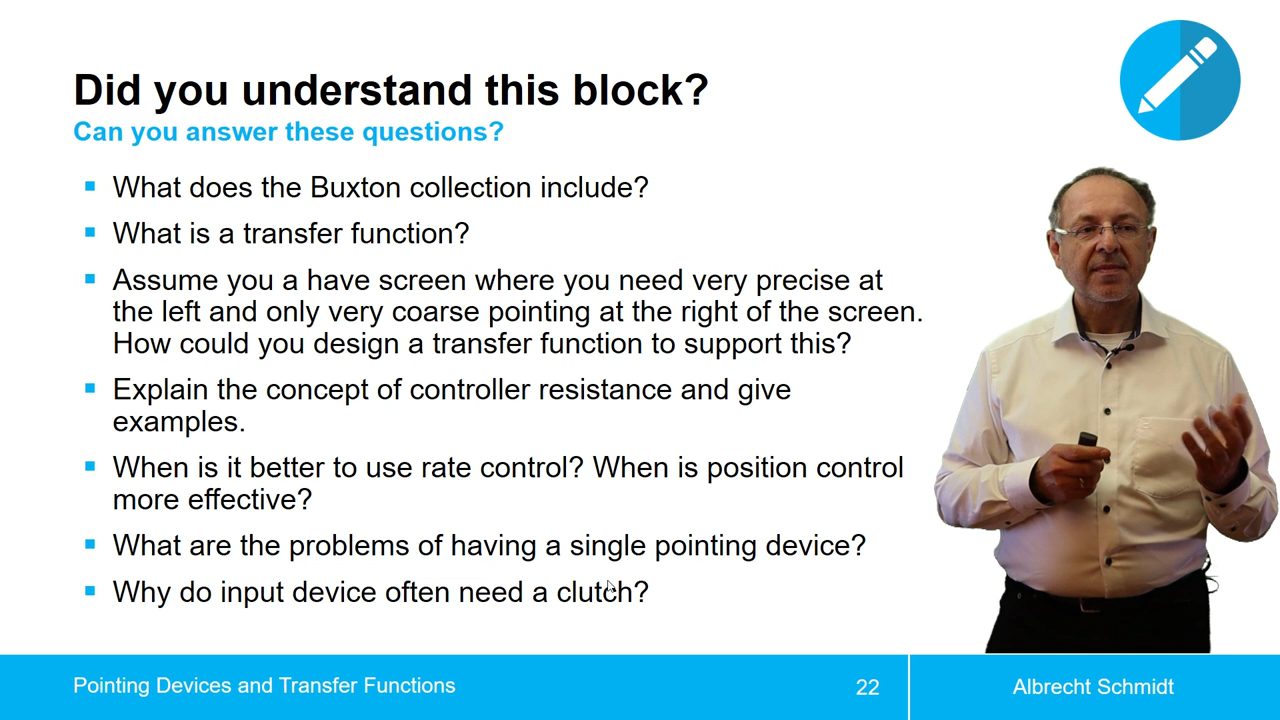 Did you understand this block?
Can you answer these questions?
What does the Buxton collection include?
What is a transfer function?
Assume you a have screen where you need very precise at
the left and only very coarse pointing at the right of the screen.
How could you design a transfer function to support this?
Explain the concept of controller resistance and give
examples.
When is it better to use rate control? When is position control
more effective?
What are the problems of having a single pointing device?
Why do input device often need a clutch?
Pointing Devices and Transfer Functions
22
Albrecht Schmidt